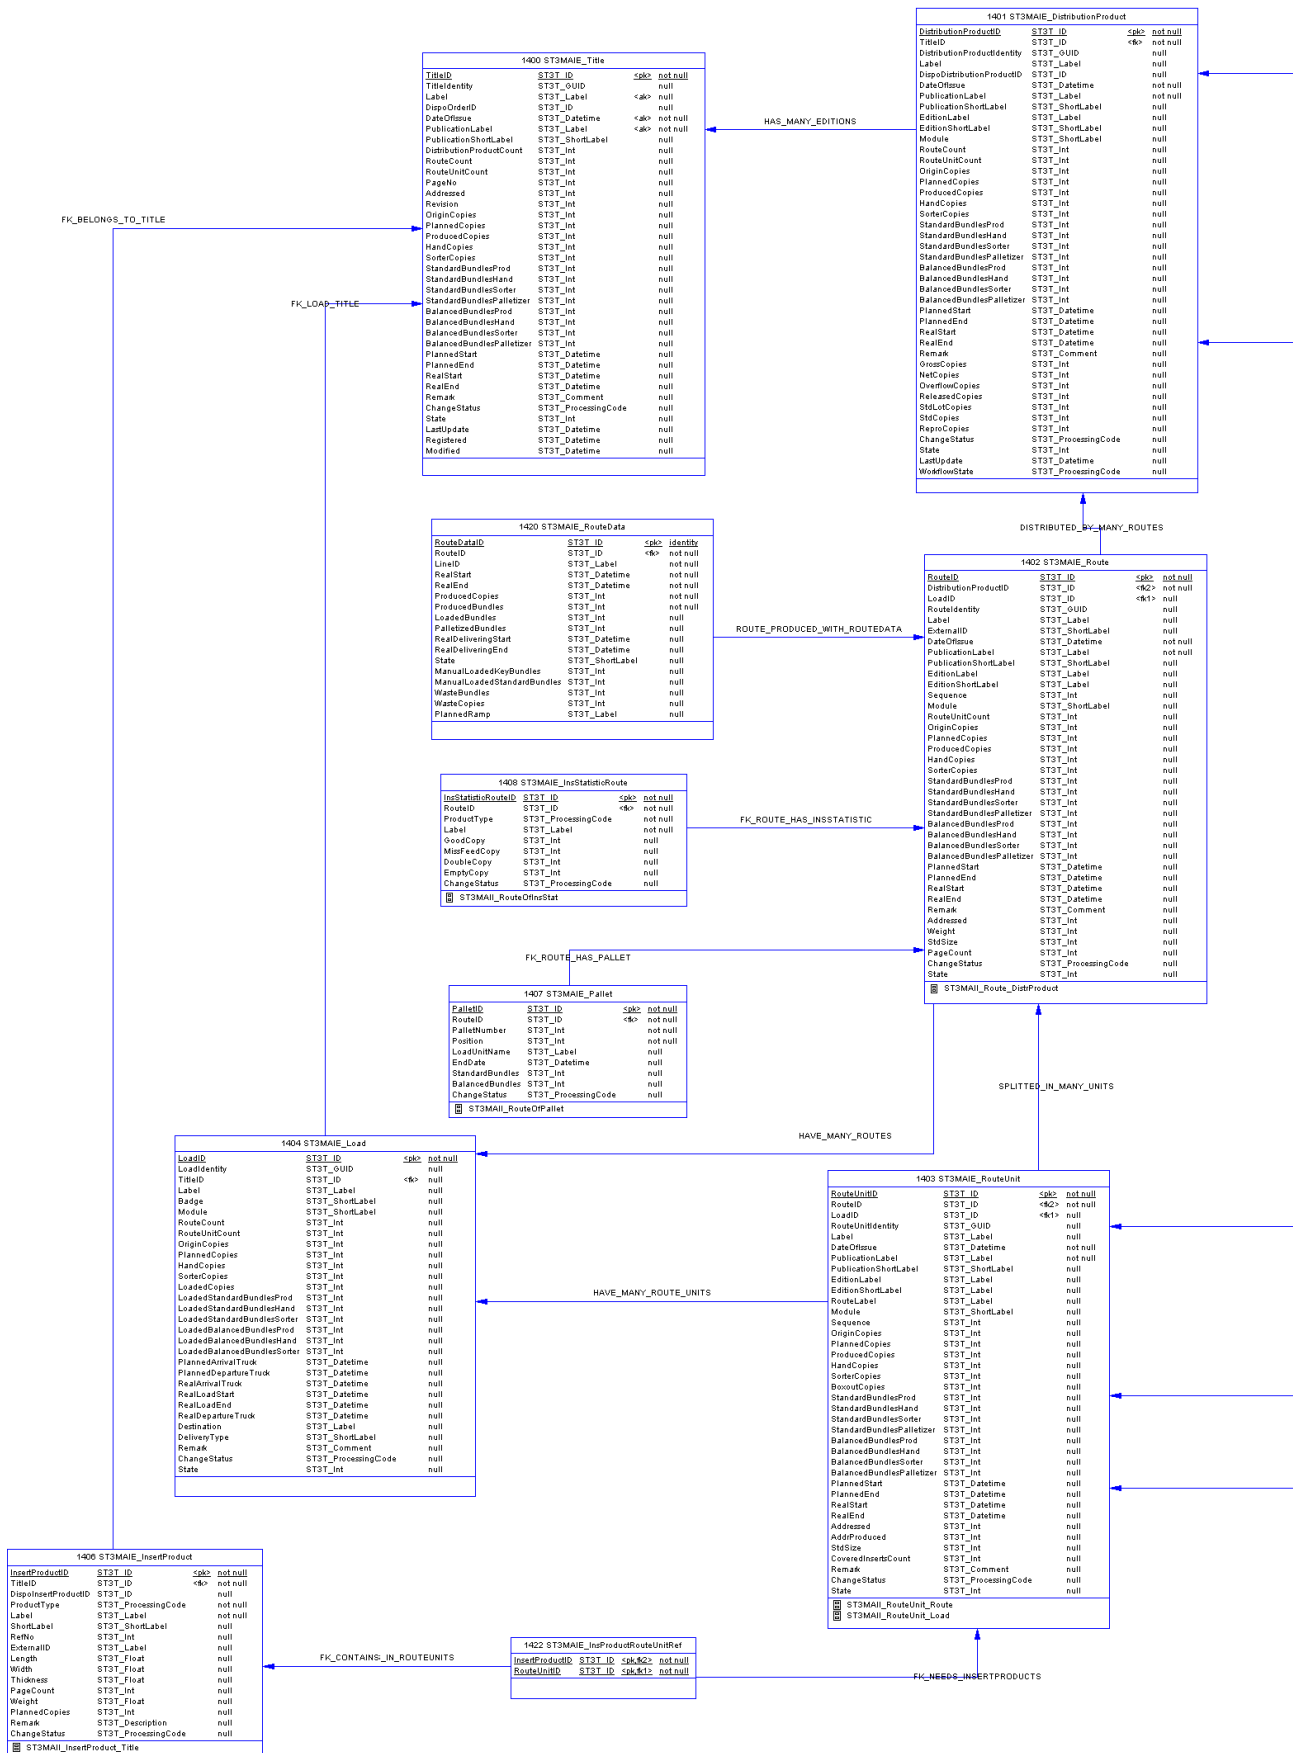 1401 ST3MAIE_DistributionProduct
DistributionProductID ST3T_ID <pk> not null
TitleID ST3T_ID <fk> not null
DistributionProductIdentity ST3T_GUID null
Label ST3T_Label null
DispoDistributionProductID ST3T_ID null
DateOfIssue ST3T_Datetime not null
PublicationLabel ST3T_Label not null
PublicationShortLabel ST3T_ShortLabel null
EditionLabel ST3T_Label null
EditionShortLabel ST3T_ShortLabel null
Module ST3T_ShortLabel null
RouteCount ST3T_Int null
RouteUnitCount ST3T_Int null
OriginCopies ST3T_Int null
PlannedCopies ST3T_Int null
ProducedCopies ST3T_Int null
HandCopies ST3T_Int null
SorterCopies ST3T_Int null
StandardBundlesProd ST3T_Int null
StandardBundlesHand ST3T_Int null
StandardBundlesSorter ST3T_Int null
StandardBundlesPalletizer ST3T_Int null
BalancedBundlesProd ST3T_Int null
BalancedBundlesHand ST3T_Int null
BalancedBundlesSorter ST3T_Int null
BalancedBundlesPalletizer ST3T_Int null
PlannedStart ST3T_Datetime null
PlannedEnd ST3T_Datetime null
RealStart ST3T_Datetime null
RealEnd ST3T_Datetime null
Remark ST3T_Comment null
GrossCopies ST3T_Int null
NetCopies ST3T_Int null
OverflowCopies ST3T_Int null
ReleasedCopies ST3T_Int null
StdLotCopies ST3T_Int null
StdCopies ST3T_Int null
ReproCopies ST3T_Int null
ChangeStatus ST3T_ProcessingCode null
State ST3T_Int null
LastUpdate ST3T_Datetime null
WorkflowState ST3T_ProcessingCode null
1400 ST3MAIE_Title
TitleID ST3T_ID <pk> not null
TitleIdentity ST3T_GUID null
Label ST3T_Label <ak> null
DispoOrderID ST3T_ID null
DateOfIssue ST3T_Datetime <ak> not null
PublicationLabel ST3T_Label <ak> not null
PublicationShortLabel ST3T_ShortLabel null
DistributionProductCount ST3T_Int null
RouteCount ST3T_Int null
RouteUnitCount ST3T_Int null
PageNo ST3T_Int null
Addressed ST3T_Int null
Revision ST3T_Int null
OriginCopies ST3T_Int null
PlannedCopies ST3T_Int null
ProducedCopies ST3T_Int null
HandCopies ST3T_Int null
SorterCopies ST3T_Int null
StandardBundlesProd ST3T_Int null
StandardBundlesHand ST3T_Int null
StandardBundlesSorter ST3T_Int null
StandardBundlesPalletizer ST3T_Int null
BalancedBundlesProd ST3T_Int null
BalancedBundlesHand ST3T_Int null
BalancedBundlesSorter ST3T_Int null
BalancedBundlesPalletizer ST3T_Int null
PlannedStart ST3T_Datetime null
PlannedEnd ST3T_Datetime null
RealStart ST3T_Datetime null
RealEnd ST3T_Datetime null
Remark ST3T_Comment null
ChangeStatus ST3T_ProcessingCode null
State ST3T_Int null
LastUpdate ST3T_Datetime null
Registered ST3T_Datetime null
Modified ST3T_Datetime null
HAS_MANY_EDITIONS
FK_BELONGS_TO_TITLE
FK_LOAD_TITLE
DISTRIBUTED_BY_MANY_ROUTES
1420 ST3MAIE_RouteData
RouteDataID ST3T_ID <pk> identity
RouteID ST3T_ID <fk> not null
LineID ST3T_Label not null
RealStart ST3T_Datetime not null
RealEnd ST3T_Datetime not null
ProducedCopies ST3T_Int not null
ProducedBundles ST3T_Int not null
LoadedBundles ST3T_Int null
PalletizedBundles ST3T_Int null
RealDeliveringStart ST3T_Datetime null
RealDeliveringEnd ST3T_Datetime null
State ST3T_ShortLabel null
ManualLoadedKeyBundles ST3T_Int null
ManualLoadedStandardBundles ST3T_Int null
WasteBundles ST3T_Int null
WasteCopies ST3T_Int null
PlannedRamp ST3T_Label null
ROUTE_PRODUCED_WITH_ROUTEDATA
1402 ST3MAIE_Route
RouteID ST3T_ID <pk> not null
DistributionProductID ST3T_ID <fk2> not null
LoadID ST3T_ID <fk1> null
RouteIdentity ST3T_GUID null
Label ST3T_Label null
ExternalID ST3T_ShortLabel null
DateOfIssue ST3T_Datetime not null
PublicationLabel ST3T_Label not null
PublicationShortLabel ST3T_ShortLabel null
EditionLabel ST3T_Label null
EditionShortLabel ST3T_Label null
Sequence ST3T_Int null
Module ST3T_ShortLabel null
RouteUnitCount ST3T_Int null
OriginCopies ST3T_Int null
PlannedCopies ST3T_Int null
ProducedCopies ST3T_Int null
HandCopies ST3T_Int null
SorterCopies ST3T_Int null
StandardBundlesProd ST3T_Int null
StandardBundlesHand ST3T_Int null
StandardBundlesSorter ST3T_Int null
StandardBundlesPalletizer ST3T_Int null
BalancedBundlesProd ST3T_Int null
BalancedBundlesHand ST3T_Int null
BalancedBundlesSorter ST3T_Int null
BalancedBundlesPalletizer ST3T_Int null
PlannedStart ST3T_Datetime null
PlannedEnd ST3T_Datetime null
RealStart ST3T_Datetime null
RealEnd ST3T_Datetime null
Remark ST3T_Comment null
Addressed ST3T_Int null
Weight ST3T_Int null
StdSize ST3T_Int null
PageCount ST3T_Int null
ChangeStatus ST3T_ProcessingCode null
State ST3T_Int null
ST3MAII_Route_DistrProduct
1408 ST3MAIE_InsStatisticRoute
InsStatisticRouteID ST3T_ID <pk> not null
RouteID ST3T_ID <fk> not null
ProductType ST3T_ProcessingCode not null
Label ST3T_Label not null
GoodCopy ST3T_Int null
MissFeedCopy ST3T_Int null
DoubleCopy ST3T_Int null
EmptyCopy ST3T_Int null
ChangeStatus ST3T_ProcessingCode null
ST3MAII_RouteOfInsStat
FK_ROUTE_HAS_INSSTATISTIC
FK_ROUTE_HAS_PALLET
1407 ST3MAIE_Pallet
PalletID ST3T_ID <pk> not null
RouteID ST3T_ID <fk> not null
PalletNumber ST3T_Int not null
Position ST3T_Int not null
LoadUnitName ST3T_Label null
EndDate ST3T_Datetime null
StandardBundles ST3T_Int null
BalancedBundles ST3T_Int null
ChangeStatus ST3T_ProcessingCode null
ST3MAII_RouteOfPallet
SPLITTED_IN_MANY_UNITS
HAVE_MANY_ROUTES
1404 ST3MAIE_Load
LoadID ST3T_ID <pk> not null
LoadIdentity ST3T_GUID null
TitleID ST3T_ID <fk> null
Label ST3T_Label null
Badge ST3T_ShortLabel null
Module ST3T_ShortLabel null
RouteCount ST3T_Int null
RouteUnitCount ST3T_Int null
OriginCopies ST3T_Int null
PlannedCopies ST3T_Int null
HandCopies ST3T_Int null
SorterCopies ST3T_Int null
LoadedCopies ST3T_Int null
LoadedStandardBundlesProd ST3T_Int null
LoadedStandardBundlesHand ST3T_Int null
LoadedStandardBundlesSorter ST3T_Int null
LoadedBalancedBundlesProd ST3T_Int null
LoadedBalancedBundlesHand ST3T_Int null
LoadedBalancedBundlesSorter ST3T_Int null
PlannedArrivalTruck ST3T_Datetime null
PlannedDepartureTruck ST3T_Datetime null
RealArrivalTruck ST3T_Datetime null
RealLoadStart ST3T_Datetime null
RealLoadEnd ST3T_Datetime null
RealDepartureTruck ST3T_Datetime null
Destination ST3T_Label null
DeliveryType ST3T_ShortLabel null
Remark ST3T_Comment null
ChangeStatus ST3T_ProcessingCode null
State ST3T_Int null
HAVE_MANY_ROUTE_UNITS
1403 ST3MAIE_RouteUnit
RouteUnitID ST3T_ID <pk> not null
RouteID ST3T_ID <fk2> not null
LoadID ST3T_ID <fk1> null
RouteUnitIdentity ST3T_GUID null
Label ST3T_Label null
DateOfIssue ST3T_Datetime not null
PublicationLabel ST3T_Label not null
PublicationShortLabel ST3T_ShortLabel null
EditionLabel ST3T_Label null
EditionShortLabel ST3T_Label null
RouteLabel ST3T_Label null
Module ST3T_ShortLabel null
Sequence ST3T_Int null
OriginCopies ST3T_Int null
PlannedCopies ST3T_Int null
ProducedCopies ST3T_Int null
HandCopies ST3T_Int null
SorterCopies ST3T_Int null
BoxoutCopies ST3T_Int null
StandardBundlesProd ST3T_Int null
StandardBundlesHand ST3T_Int null
StandardBundlesSorter ST3T_Int null
StandardBundlesPalletizer ST3T_Int null
BalancedBundlesProd ST3T_Int null
BalancedBundlesHand ST3T_Int null
BalancedBundlesSorter ST3T_Int null
BalancedBundlesPalletizer ST3T_Int null
PlannedStart ST3T_Datetime null
PlannedEnd ST3T_Datetime null
RealStart ST3T_Datetime null
RealEnd ST3T_Datetime null
Addressed ST3T_Int null
AddrProduced ST3T_Int null
StdSize ST3T_Int null
CoveredInsertsCount ST3T_Int null
Remark ST3T_Comment null
ChangeStatus ST3T_ProcessingCode null
State ST3T_Int null
ST3MAII_RouteUnit_Route
ST3MAII_RouteUnit_Load
1406 ST3MAIE_InsertProduct
InsertProductID ST3T_ID <pk> not null
TitleID ST3T_ID <fk> not null
DispoInsertProductID ST3T_ID null
ProductType ST3T_ProcessingCode not null
Label ST3T_Label not null
ShortLabel ST3T_ShortLabel null
RefNo ST3T_Int null
ExternalID ST3T_Label null
Length ST3T_Float null
Width ST3T_Float null
Thickness ST3T_Float null
PageCount ST3T_Int null
Weight ST3T_Float null
PlannedCopies ST3T_Int null
Remark ST3T_Description null
ChangeStatus ST3T_ProcessingCode null
ST3MAII_InsertProduct_Title
FK_CONTAINS_IN_ROUTEUNITS
1422 ST3MAIE_InsProductRouteUnitRef
InsertProductID ST3T_ID <pk,fk2> not null
RouteUnitID ST3T_ID <pk,fk1> not null
FK_NEEDS_INSERTPRODUCTS